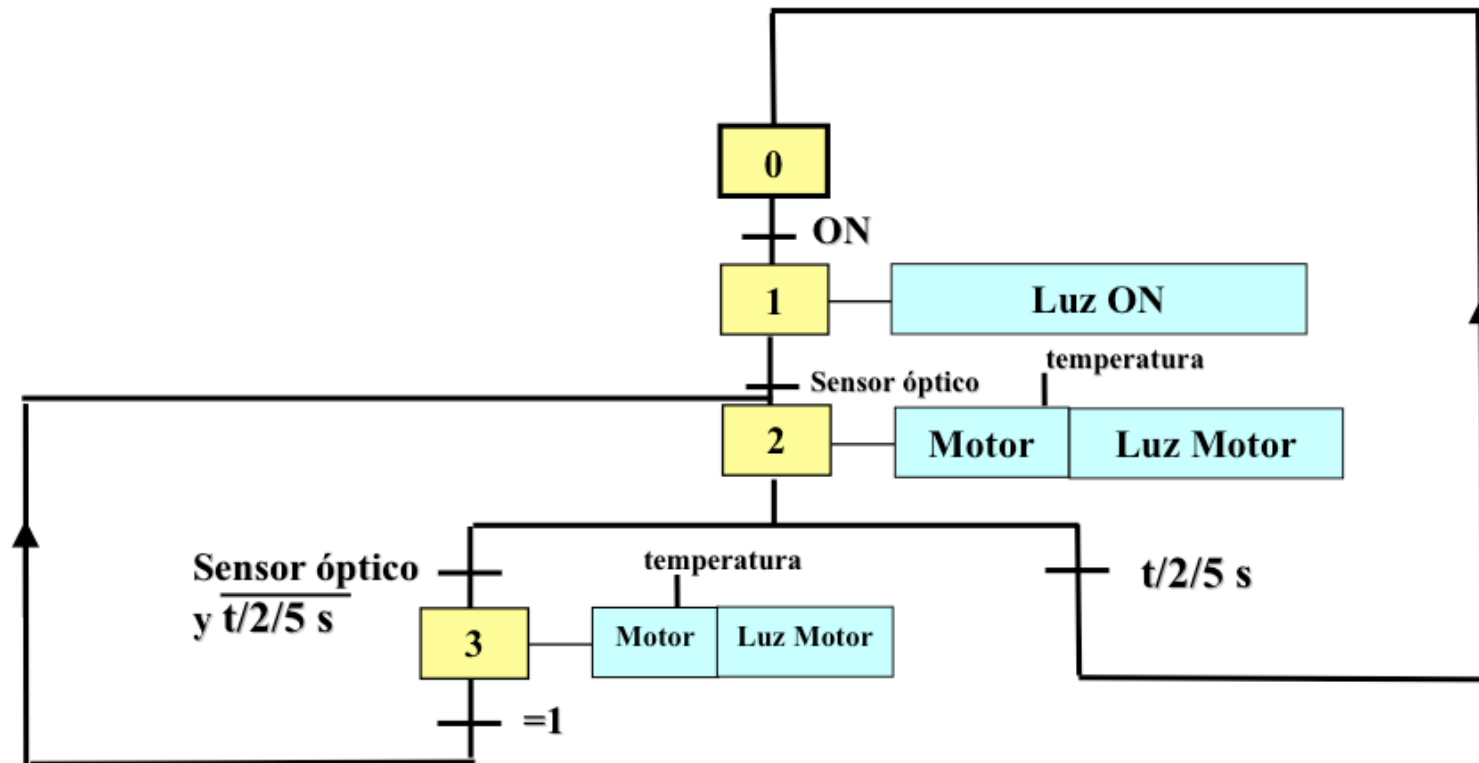 0
ON
1
Luz ON
temperatura
Sensor óptico
2
Motor
Luz Motor
Sensor óptico
y t/2/5 s
temperatura
t/2/5 s
3
Motor
Luz Motor
=1